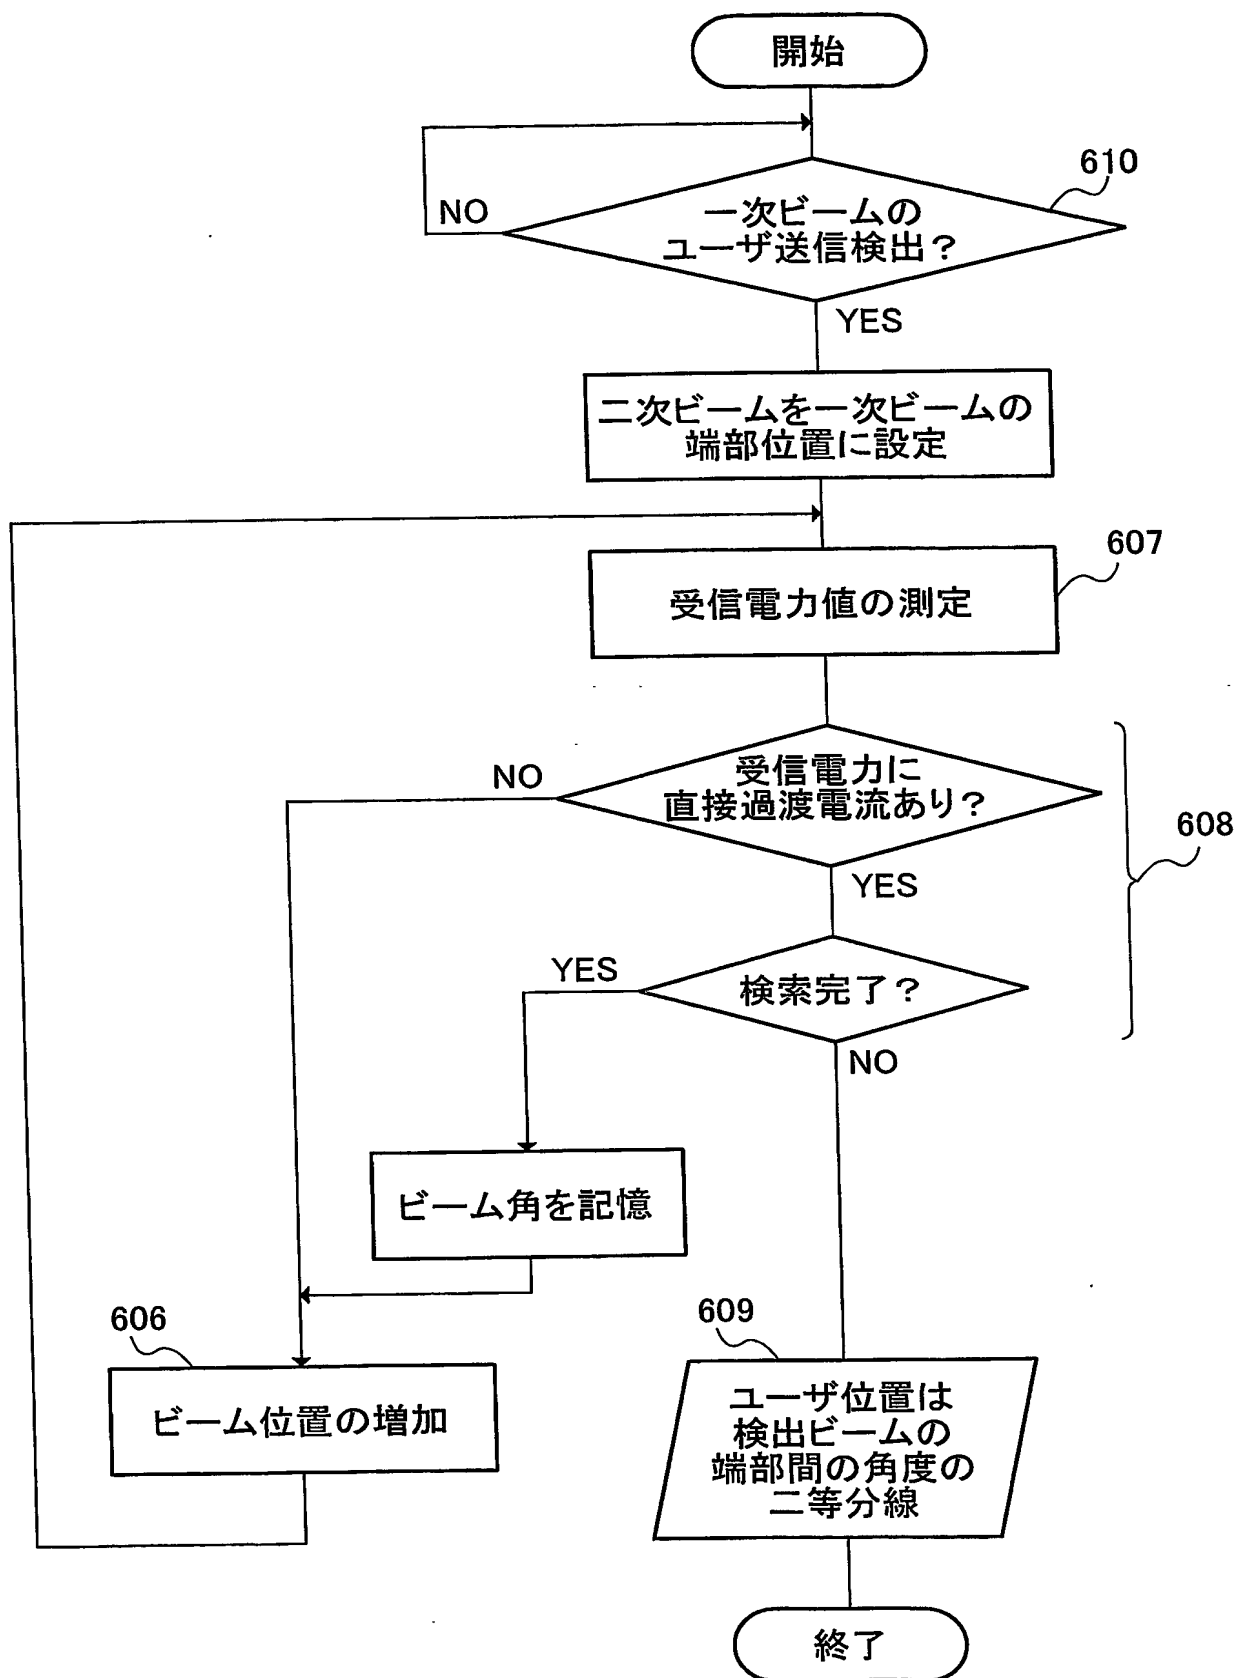 開始
610
一次ビームの
ユーザ送信検出？
NO
YES
二次ビームを一次ビームの
端部位置に設定
607
受信電力値の測定
NO
受信電力に
直接過渡電流あり？
608
YES
YES
検索完了？
NO
ビーム角を記憶
606
609
ビーム位置の増加
ユーザ位置は
検出ビームの
端部間の角度の
二等分線
終了